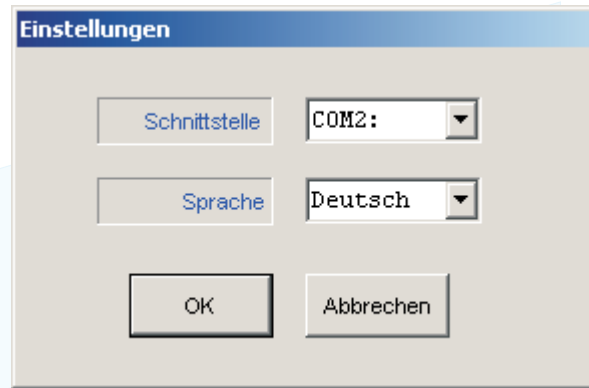 Einstellungen
Schnittstelle COM2:
Sprache Deutsch
OK Abbrechen